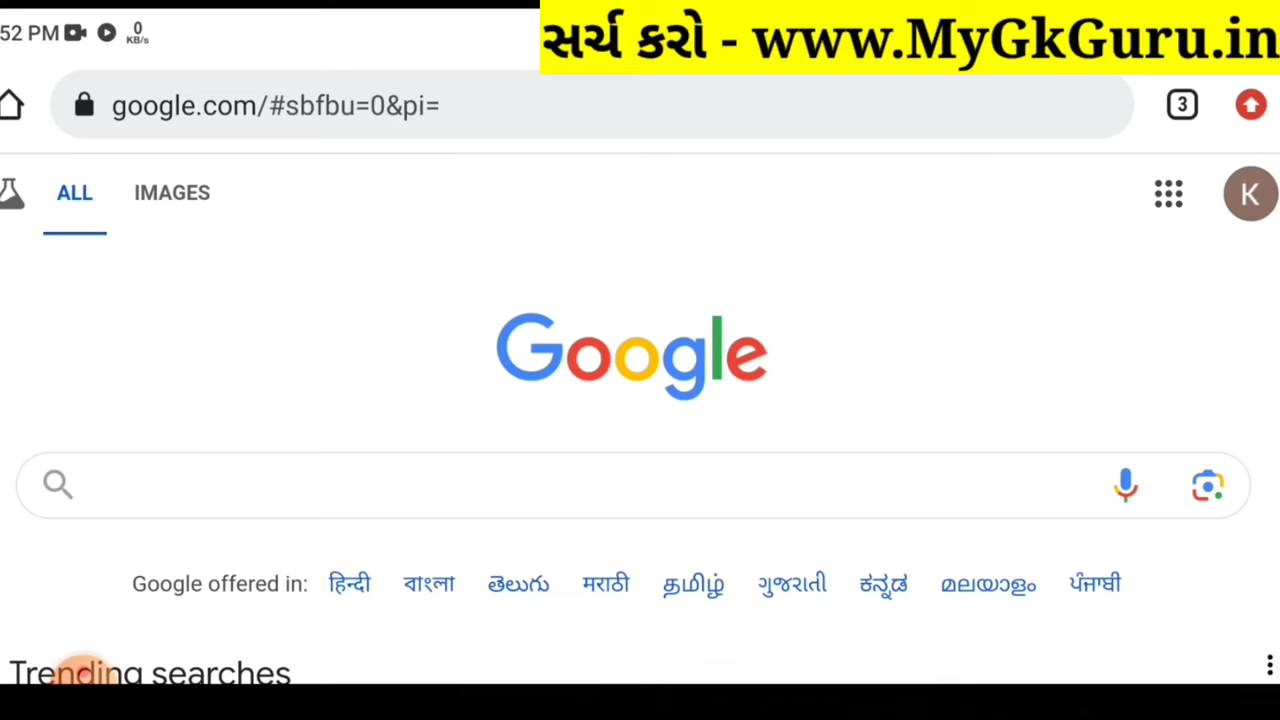 52 PM 0 KB/s
સર્ચ કરો - www.MyGkGuru.in
google.com/#sbfbu=0&pi=
3
ALL IMAGES
K
Google
Google offered in: हिन्दी বাংলা తెలుగు मराठी தமிழ் ગુજરાતી ಕನ್ನಡ മലയാളം ਪੰਜਾਬੀ
Trending searches